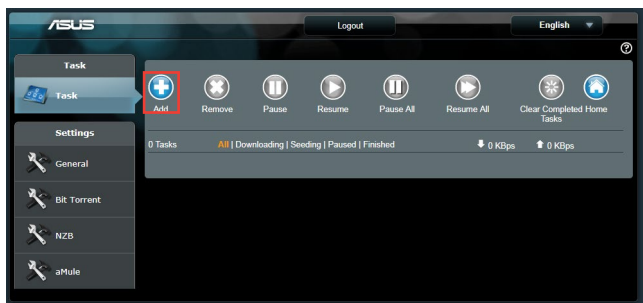 ASUS
Logout
English
?
Task
Task
Settings
General
Bit Torrent
NZB
aMule
Add
Remove
Pause
Resume
Pause All
Resume All
Clear Completed Tasks
Home
0 Tasks
All | Downloading | Seeding | Paused | Finished
0 KBps
0 KBps